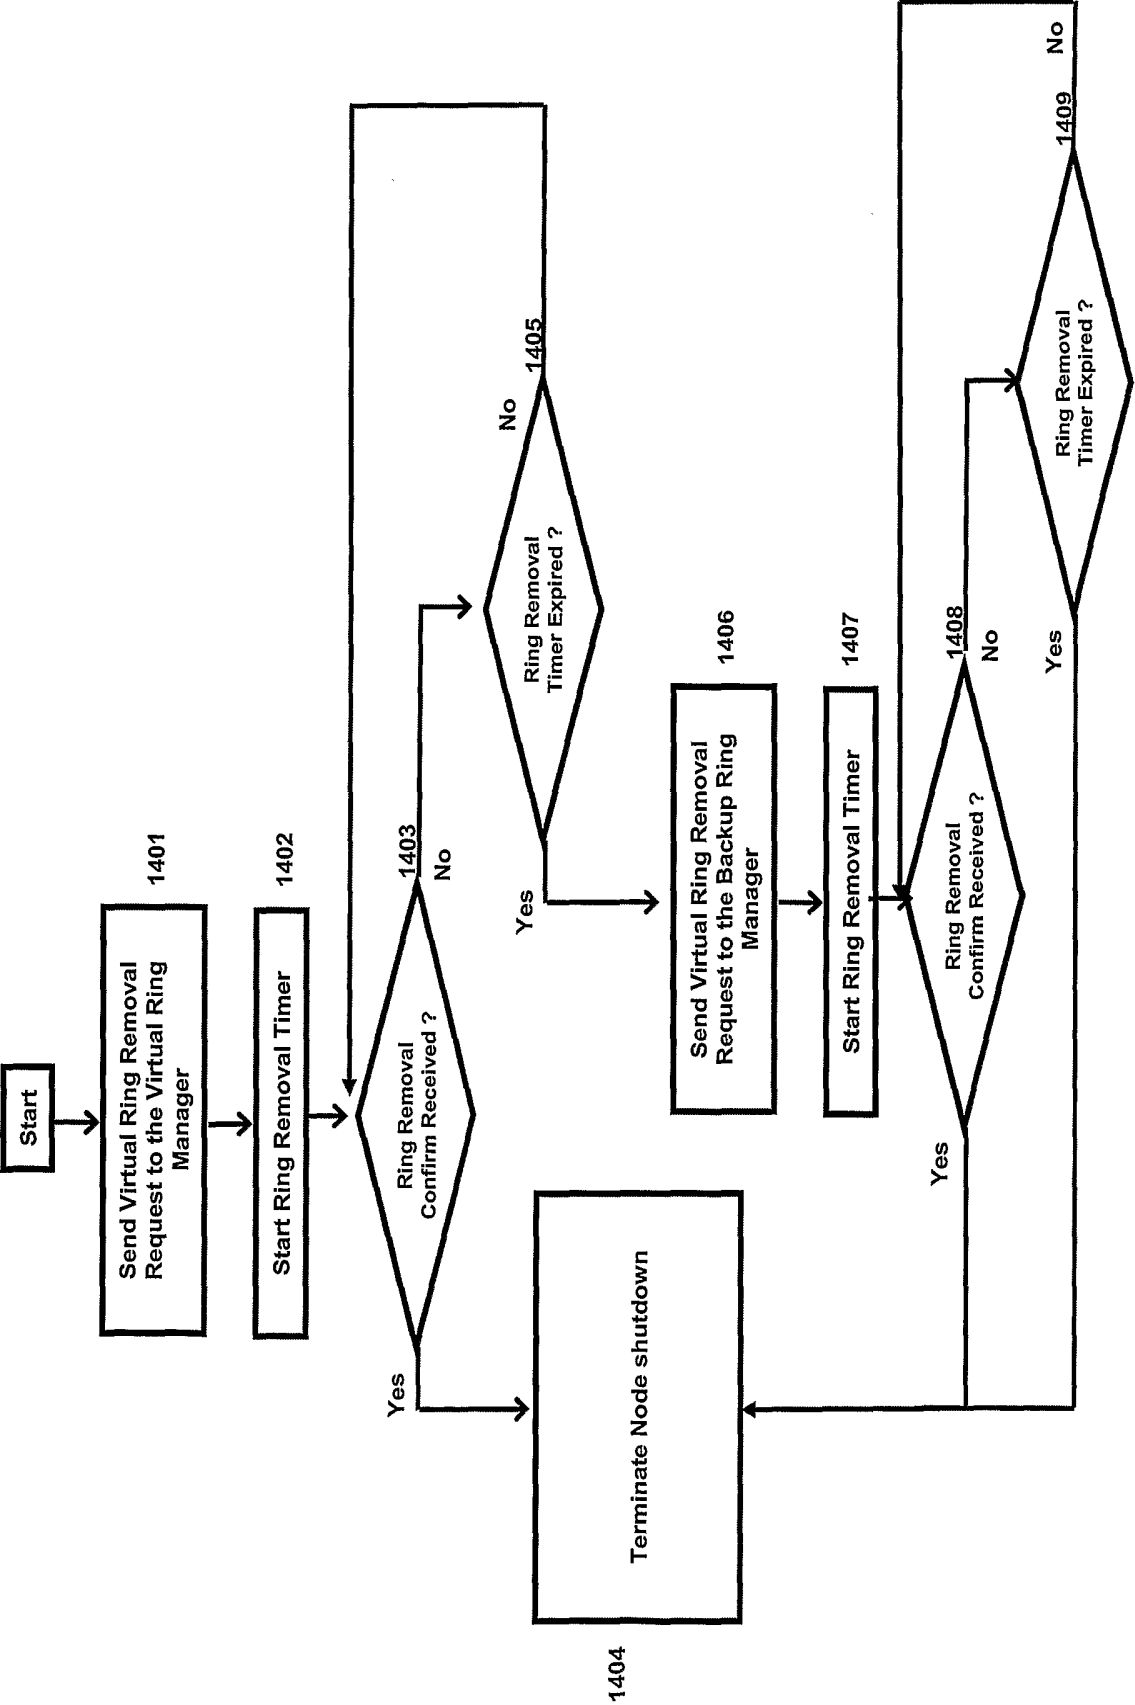 Start
Send Virtual Ring Removal
Request to the Virtual Ring
Manager
1401
Start Ring Removal Timer
1402
Ring Removal
Confirm Received ?
1403
Yes
No
Ring Removal
Timer Expired ?
1405
No
Yes
Terminate Node shutdown
1404
Send Virtual Ring Removal
Request to the Backup Ring
Manager
1406
Start Ring Removal Timer
1407
Ring Removal
Confirm Received ?
1408
Yes
No
Ring Removal
Timer Expired ?
1409
No
Yes